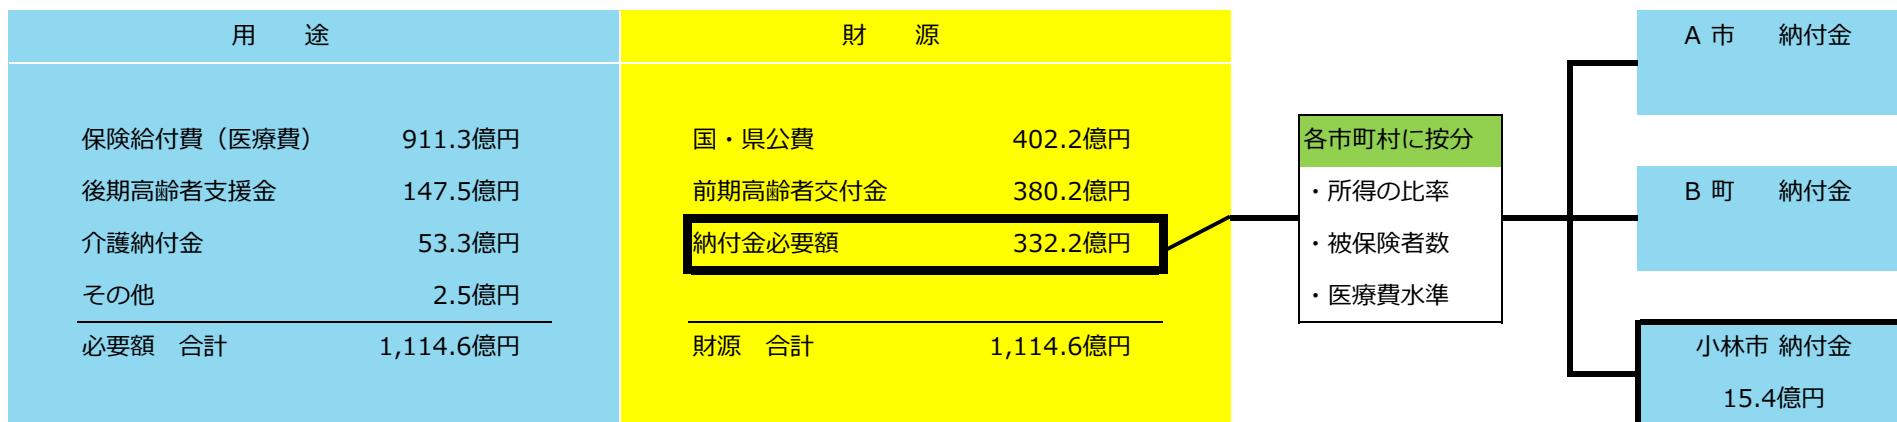 用　途
保険給付費（医療費） 911.3億円
後期高齢者支援金 147.5億円
介護納付金 53.3億円
その他 2.5億円
必要額　合計 1,114.6億円
財　源
国・県公費 402.2億円
前期高齢者交付金 380.2億円
納付金必要額 332.2億円
財源　合計 1,114.6億円
各市町村に按分
・所得の比率
・被保険者数
・医療費水準
A 市　納付金
B 町　納付金
小林市 納付金
15.4億円